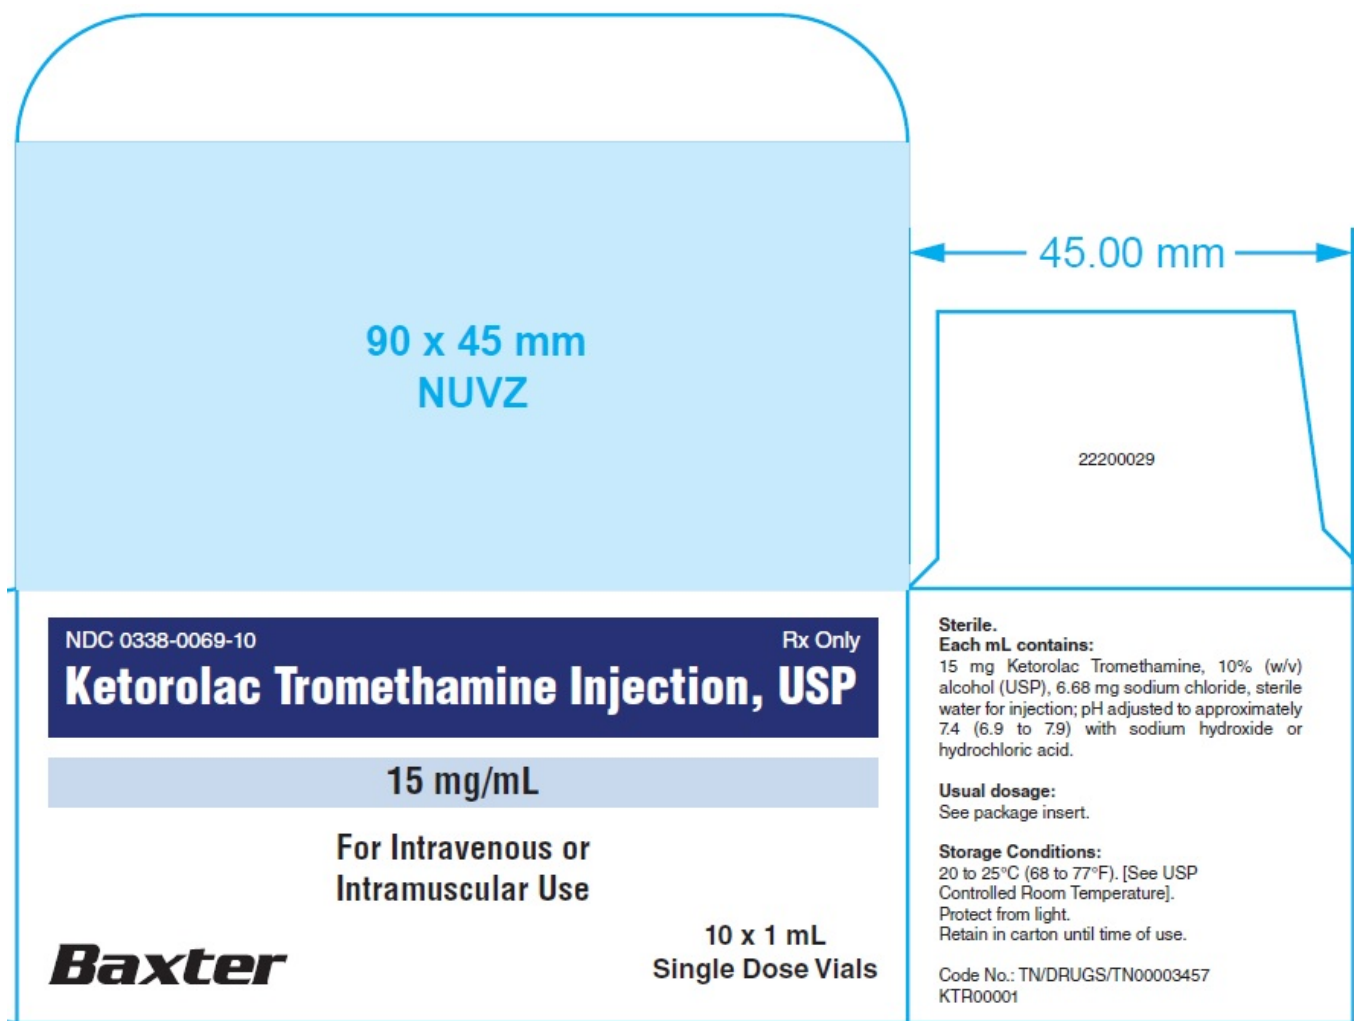 90 x 45 mm
NUVZ
45.00 mm
22200029
NDC 0338-0069-10 Rx Only
Ketorolac Tromethamine Injection, USP
15 mg/mL
For Intravenous or
Intramuscular Use
Baxter
10 x 1 mL
Single Dose Vials
Sterile.
Each mL contains:
15 mg Ketorolac Tromethamine, 10% (w/v)
alcohol (USP), 6.68 mg sodium chloride, sterile
water for injection; pH adjusted to approximately
7.4 (6.9 to 7.9) with sodium hydroxide or
hydrochloric acid.
Usual dosage:
See package insert.
Storage Conditions:
20 to 25°C (68 to 77°F). [See USP
Controlled Room Temperature].
Protect from light.
Retain in carton until time of use.
Code No.: TN/DRUGS/TN00003457
KTR00001